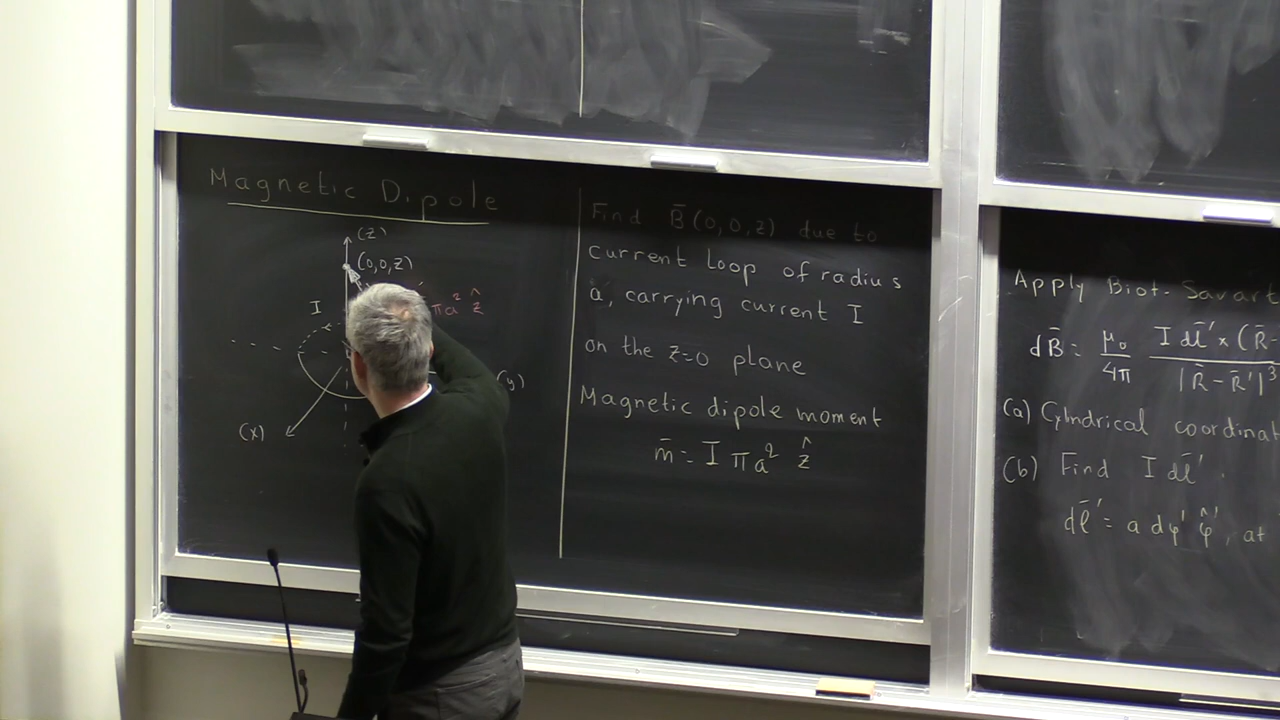 Magnetic Dipole
(z)
(0,0,z)
I
πa² ẑ
(y)
(x)
Find B̄(0,0,z) due to
current loop of radius
a, carrying current I
on the z=0 plane
Magnetic dipole moment
m̄ = I πa² ẑ
Apply Biot-Savart
dB̄ = μ₀/4π I dl̄' × (R̄- / |R̄-R̄'|³
(a) Cylindrical coordinat
(b) Find I dl̄'.
dl̄' = a dφ' φ̂', at